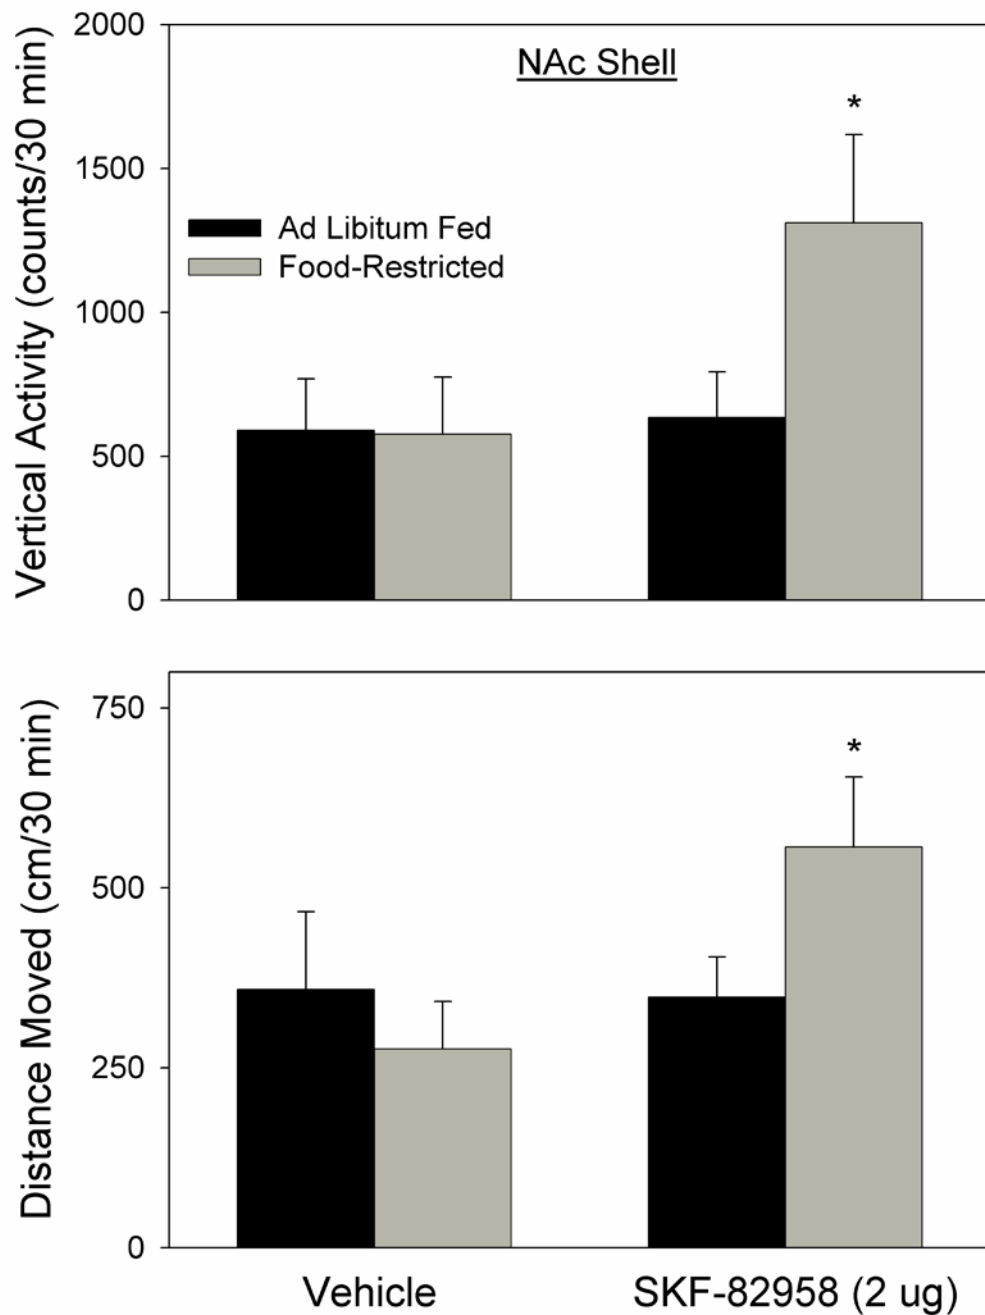 Vertical Activity (counts/30 min)
2000
1500
1000
500
0
NAc Shell
*
Ad Libitum Fed
Food-Restricted
Distance Moved (cm/30 min)
750
500
250
0
*
Vehicle
SKF-82958 (2 ug)